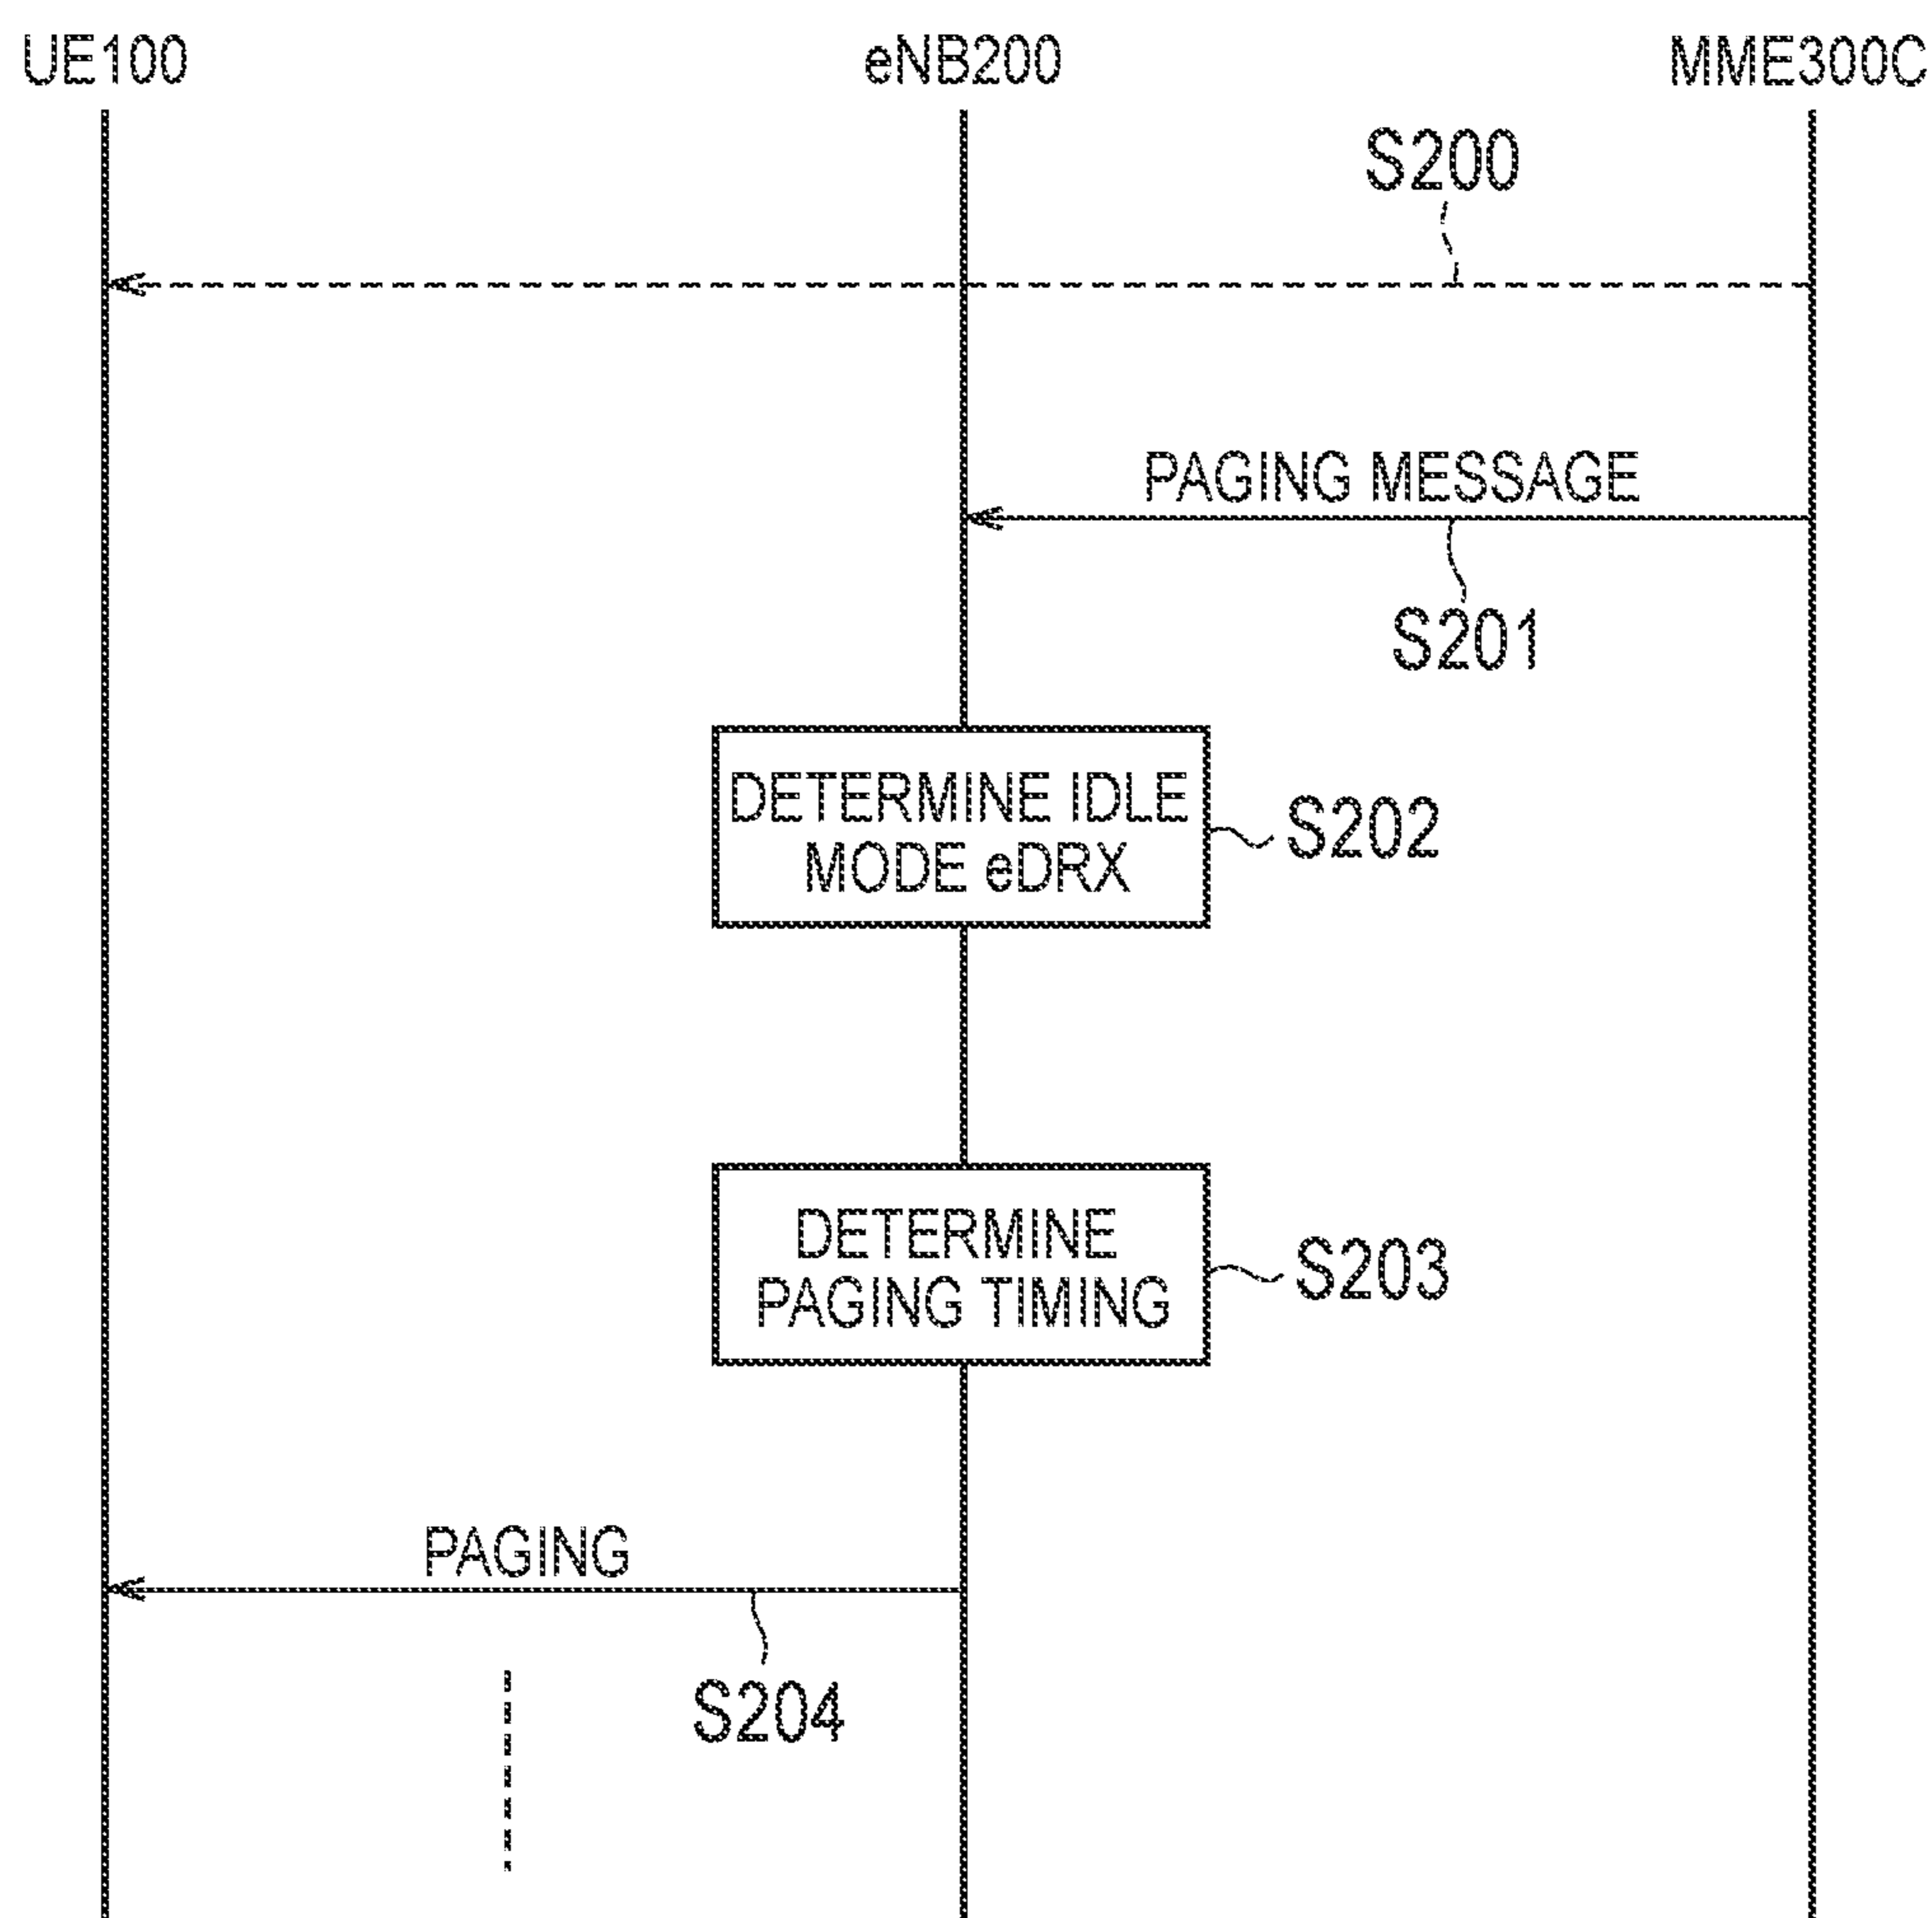 UE100
eNB200
MME300C
S200
PAGING MESSAGE
S201
DETERMINE IDLE
MODE eDRX
S202
DETERMINE
PAGING TIMING
S203
PAGING
S204